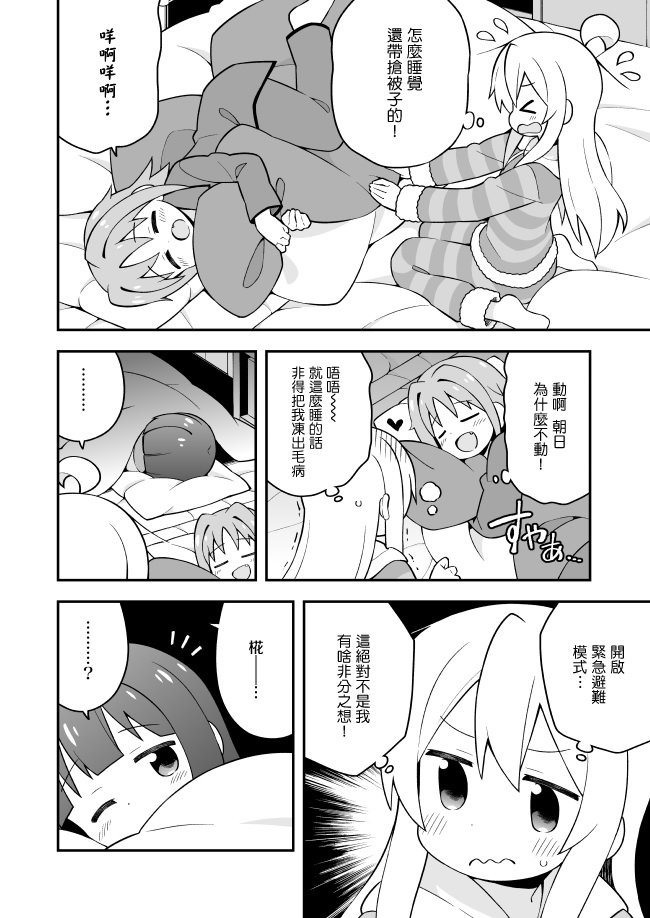 怎麼睡覺
還帶搶被子的！
咩啊咩啊…
動啊 朝日
為什麼不動！
すやぁ…
唔唔~~~
就這麼睡的話
非得把我凍出毛病
………
開啟
緊急避難
模式…
這絕對不是我
有啥非分之想！
椛——…
………？